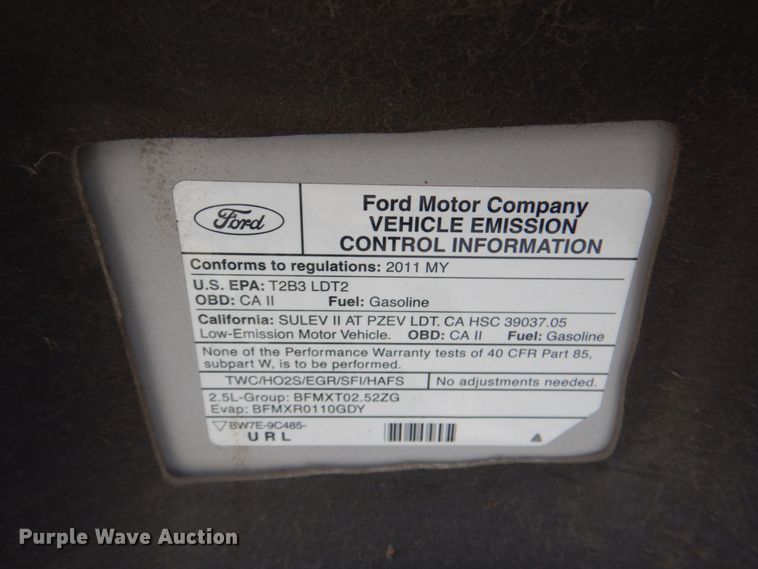 Ford
Ford Motor Company
VEHICLE EMISSION
CONTROL INFORMATION
Conforms to regulations: 2011 MY
U.S. EPA: T2B3 LDT2
OBD: CA II Fuel: Gasoline
California: SULEV II AT PZEV LDT. CA HSC 39037.05
Low-Emission Motor Vehicle. OBD: CA II Fuel: Gasoline
None of the Performance Warranty tests of 40 CFR Part 85,
subpart W, is to be performed.
TWC/HO2S/EGR/SFI/HAFS No adjustments needed.
2.5L-Group: BFMXT02.52ZG
Evap: BFMXR0110GDY
BW7E-9C485-
U R L
Purple Wave Auction